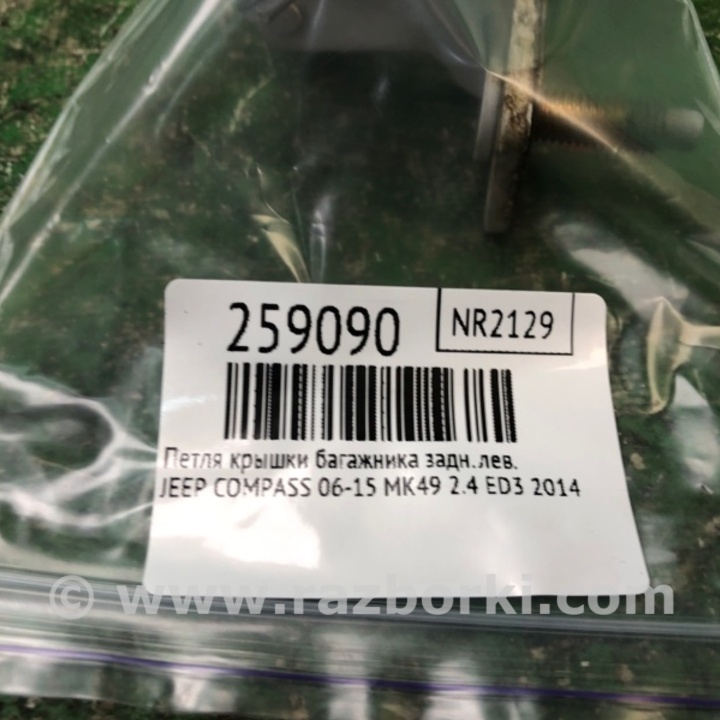 259090
NR2129
Петля крышки багажника задн.лев.
JEEP COMPASS 06-15 MK49 2.4 ED3 2014
© www.razborki.com